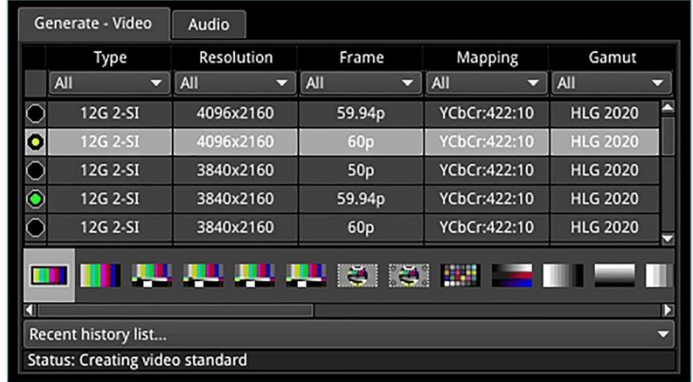 Generate - Video Audio
Type Resolution Frame Mapping Gamut
All All All All All
12G 2-SI 4096x2160 59.94p YCbCr:422:10 HLG 2020
12G 2-SI 4096x2160 60p YCbCr:422:10 HLG 2020
12G 2-SI 3840x2160 50p YCbCr:422:10 HLG 2020
12G 2-SI 3840x2160 59.94p YCbCr:422:10 HLG 2020
12G 2-SI 3840x2160 60p YCbCr:422:10 HLG 2020
Recent history list...
Status: Creating video standard